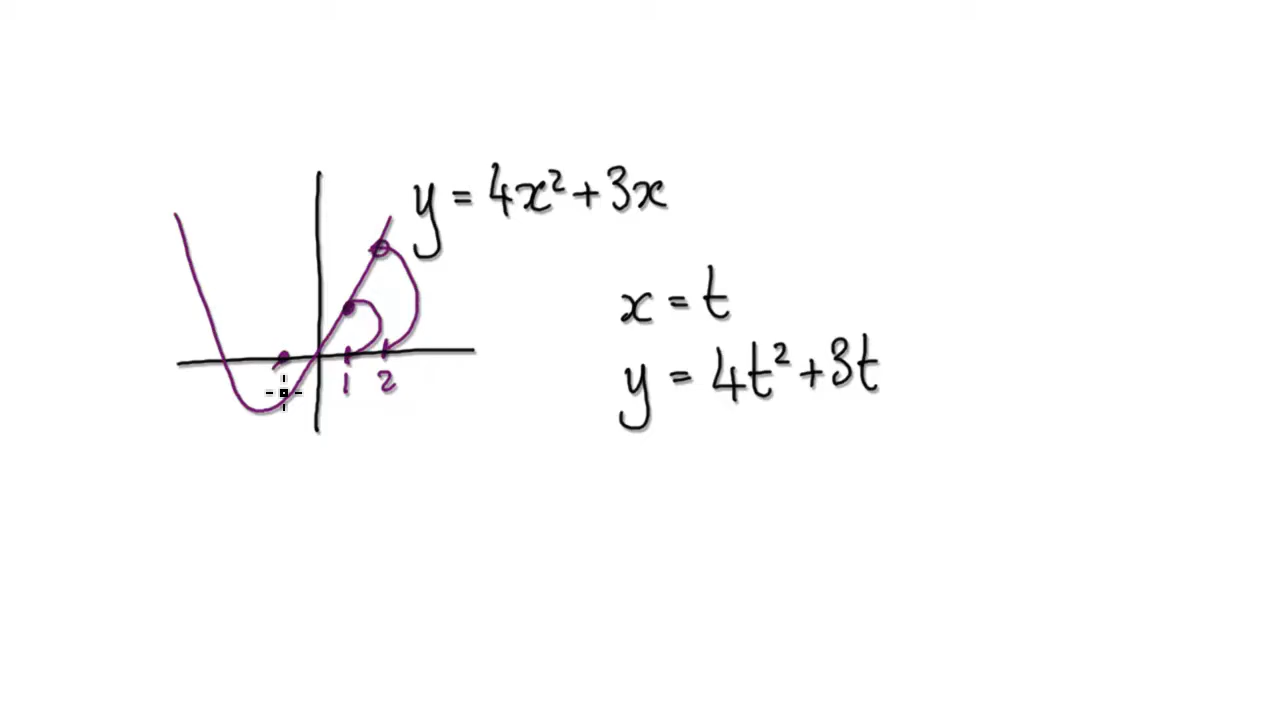 y = 4x² + 3x
x = t
y = 4t² + 3t
1 2